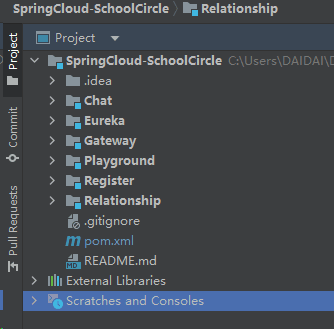 SpringCloud-SchoolCircle Relationship
Project
Project
SpringCloud-SchoolCircle C:\Users\DAIDAI\D
.idea
Chat
Eureka
Gateway
Playground
Register
Relationship
.gitignore
pom.xml
README.md
External Libraries
Scratches and Consoles
Commit
Pull Requests